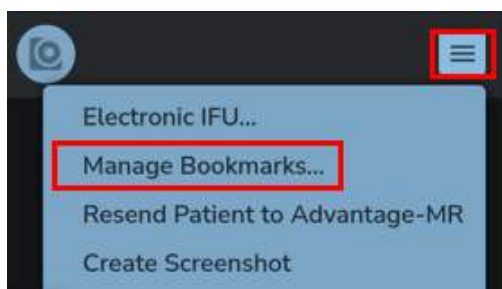 Electronic IFU...
Manage Bookmarks...
Resend Patient to Advantage-MR
Create Screenshot